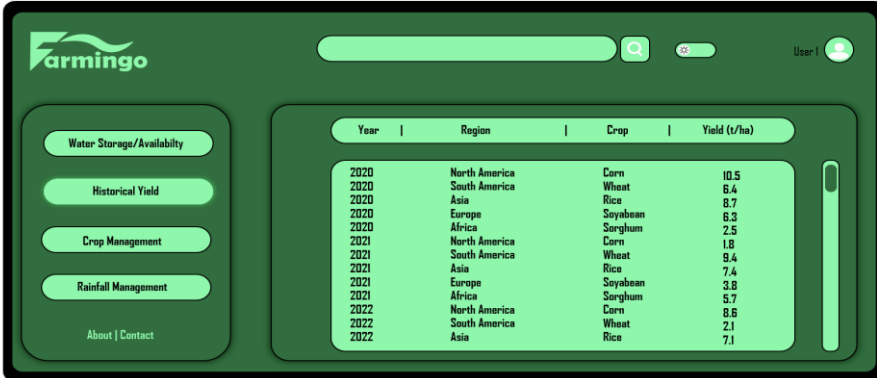 Farmingo
User 1
Water Storage/Availabilty
Historical Yield
Crop Management
Rainfall Management
About | Contact
Year | Region | Crop | Yield (t/ha)
2020 North America Corn 10.5
2020 South America Wheat 6.4
2020 Asia Rice 8.7
2020 Europe Soyabean 6.3
2020 Africa Sorghum 2.5
2021 North America Corn 1.8
2021 South America Wheat 9.4
2021 Asia Rice 7.4
2021 Europe Soyabean 3.8
2021 Africa Sorghum 5.7
2022 North America Corn 8.6
2022 South America Wheat 2.1
2022 Asia Rice 7.1